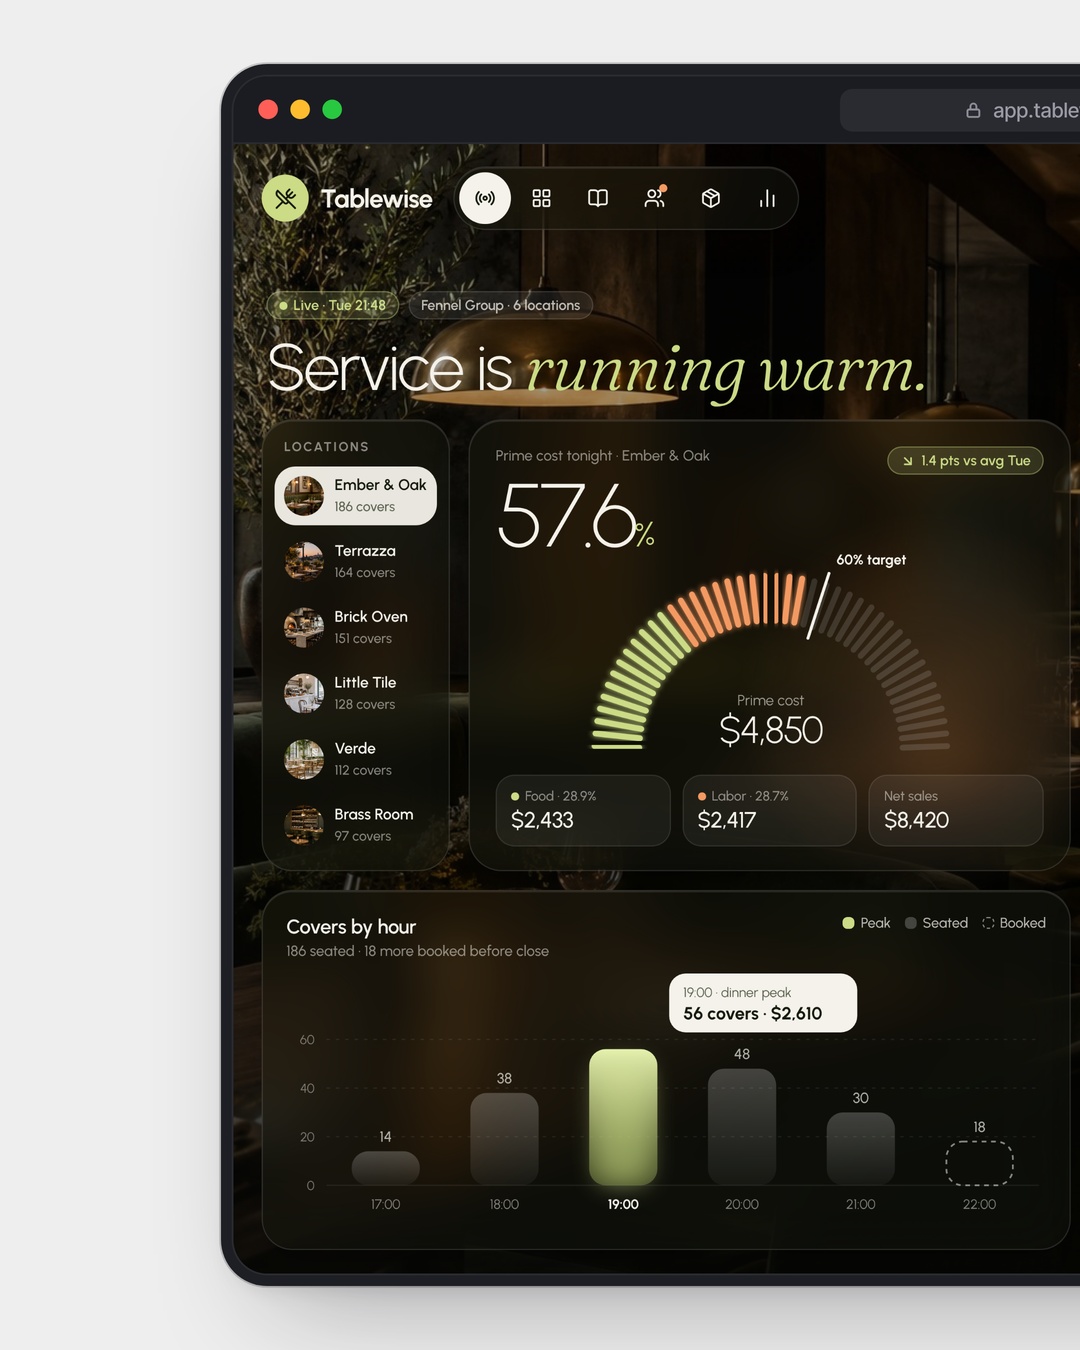 app.table
Tablewise
Live · Tue 21:48
Fennel Group · 6 locations
Service is running warm.
LOCATIONS
Ember & Oak
186 covers
Terrazza
164 covers
Brick Oven
151 covers
Little Tile
128 covers
Verde
112 covers
Brass Room
97 covers
Prime cost tonight · Ember & Oak
1.4 pts vs avg Tue
57.6%
60% target
Prime cost
$4,850
Food · 28.9%
$2,433
Labor · 28.7%
$2,417
Net sales
$8,420
Covers by hour
186 seated · 18 more booked before close
Peak
Seated
Booked
19:00 · dinner peak
56 covers · $2,610
60
40
20
0
14
38
48
30
18
17:00
18:00
19:00
20:00
21:00
22:00